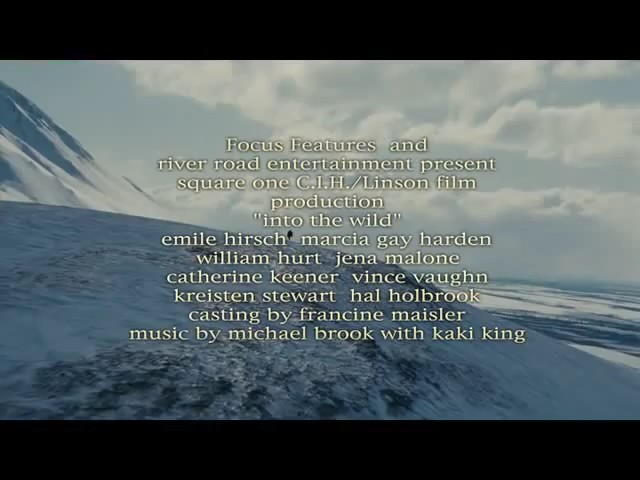 Focus Features  and
river road entertainment present
square one C.I.H./Linson film
production
"into the wild"
emile hirsch  marcia gay harden
william hurt  jena malone
catherine keener  vince vaughn
kreisten stewart  hal holbrook
casting by francine maisler
music by michael brook with kaki king